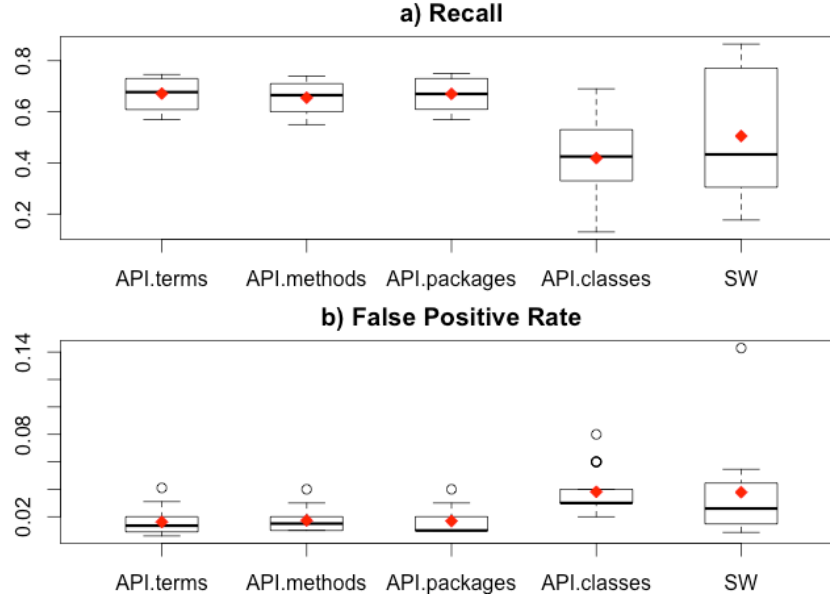 a) Recall
0.8
0.6
0.4
0.2
API.terms API.methods API.packages API.classes SW
b) False Positive Rate
0.14
0.08
0.02
API.terms API.methods API.packages API.classes SW